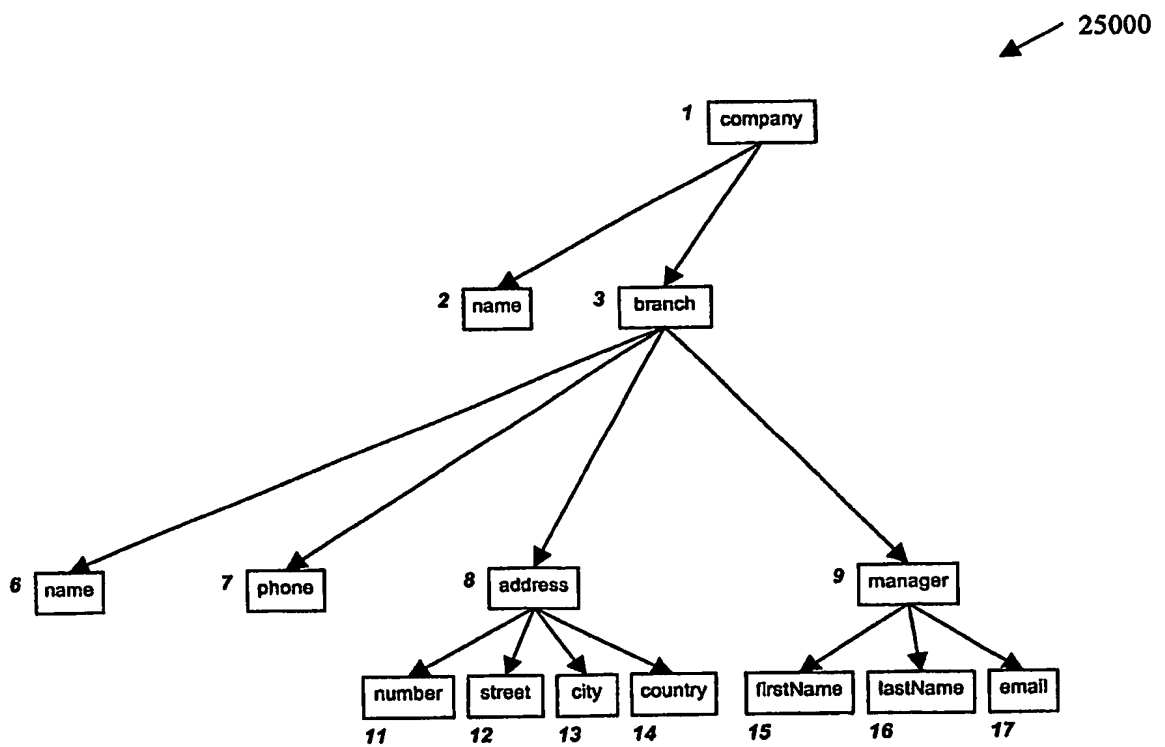 25000
1 company
2 name 3 branch
6 name 7 phone 8 address 9 manager
number street city country firstName lastName email
11 12 13 14 15 16 17